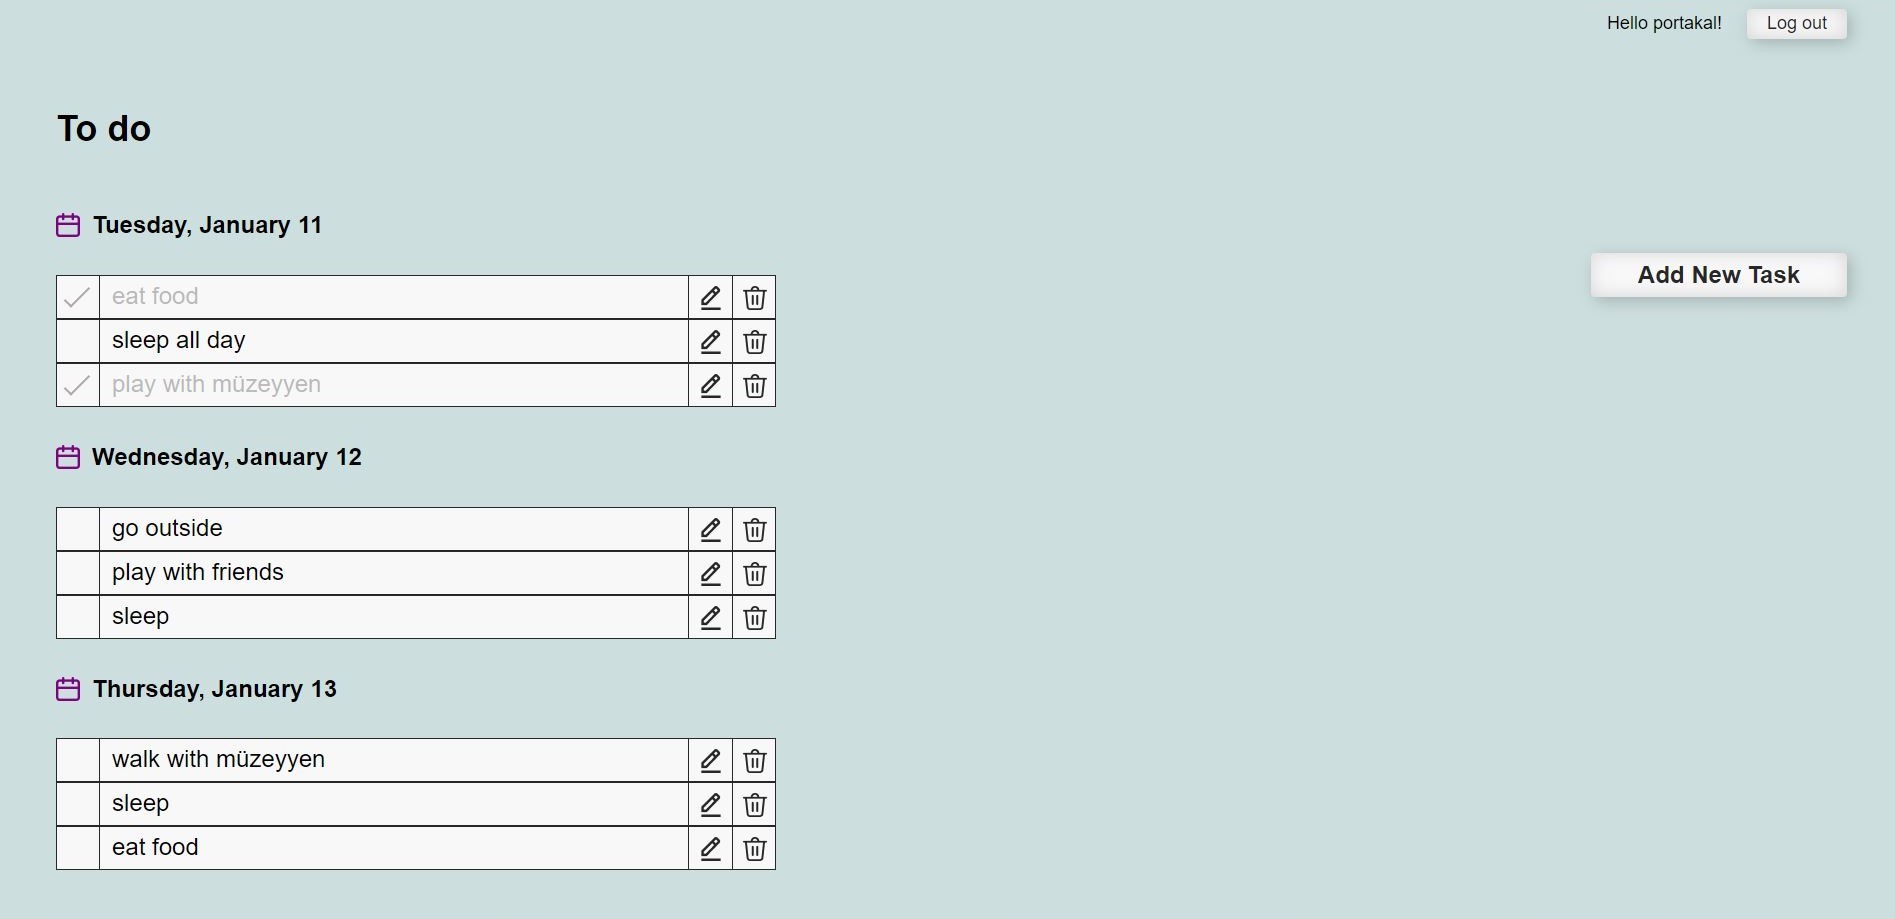 Hello portakal!
Log out
To do
Tuesday, January 11
Add New Task
eat food
sleep all day
play with müzeyyen
Wednesday, January 12
go outside
play with friends
sleep
Thursday, January 13
walk with müzeyyen
sleep
eat food